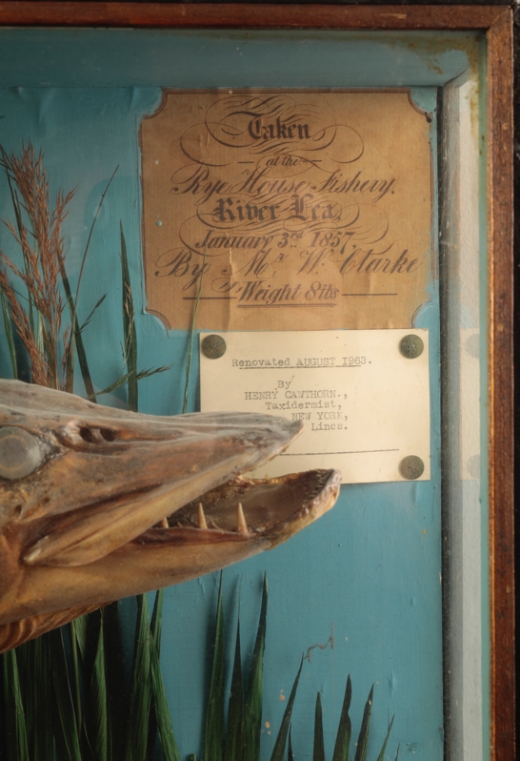 Taken
at the
Rye House Fishery,
River Lea,
January 3rd 1857,
By Mr W. Clarke
Weight 8lbs
Renovated AUGUST 1963.
By
HENRY CAWTHORN.,
Taxidermist,
NEW YORK,
Lincs.